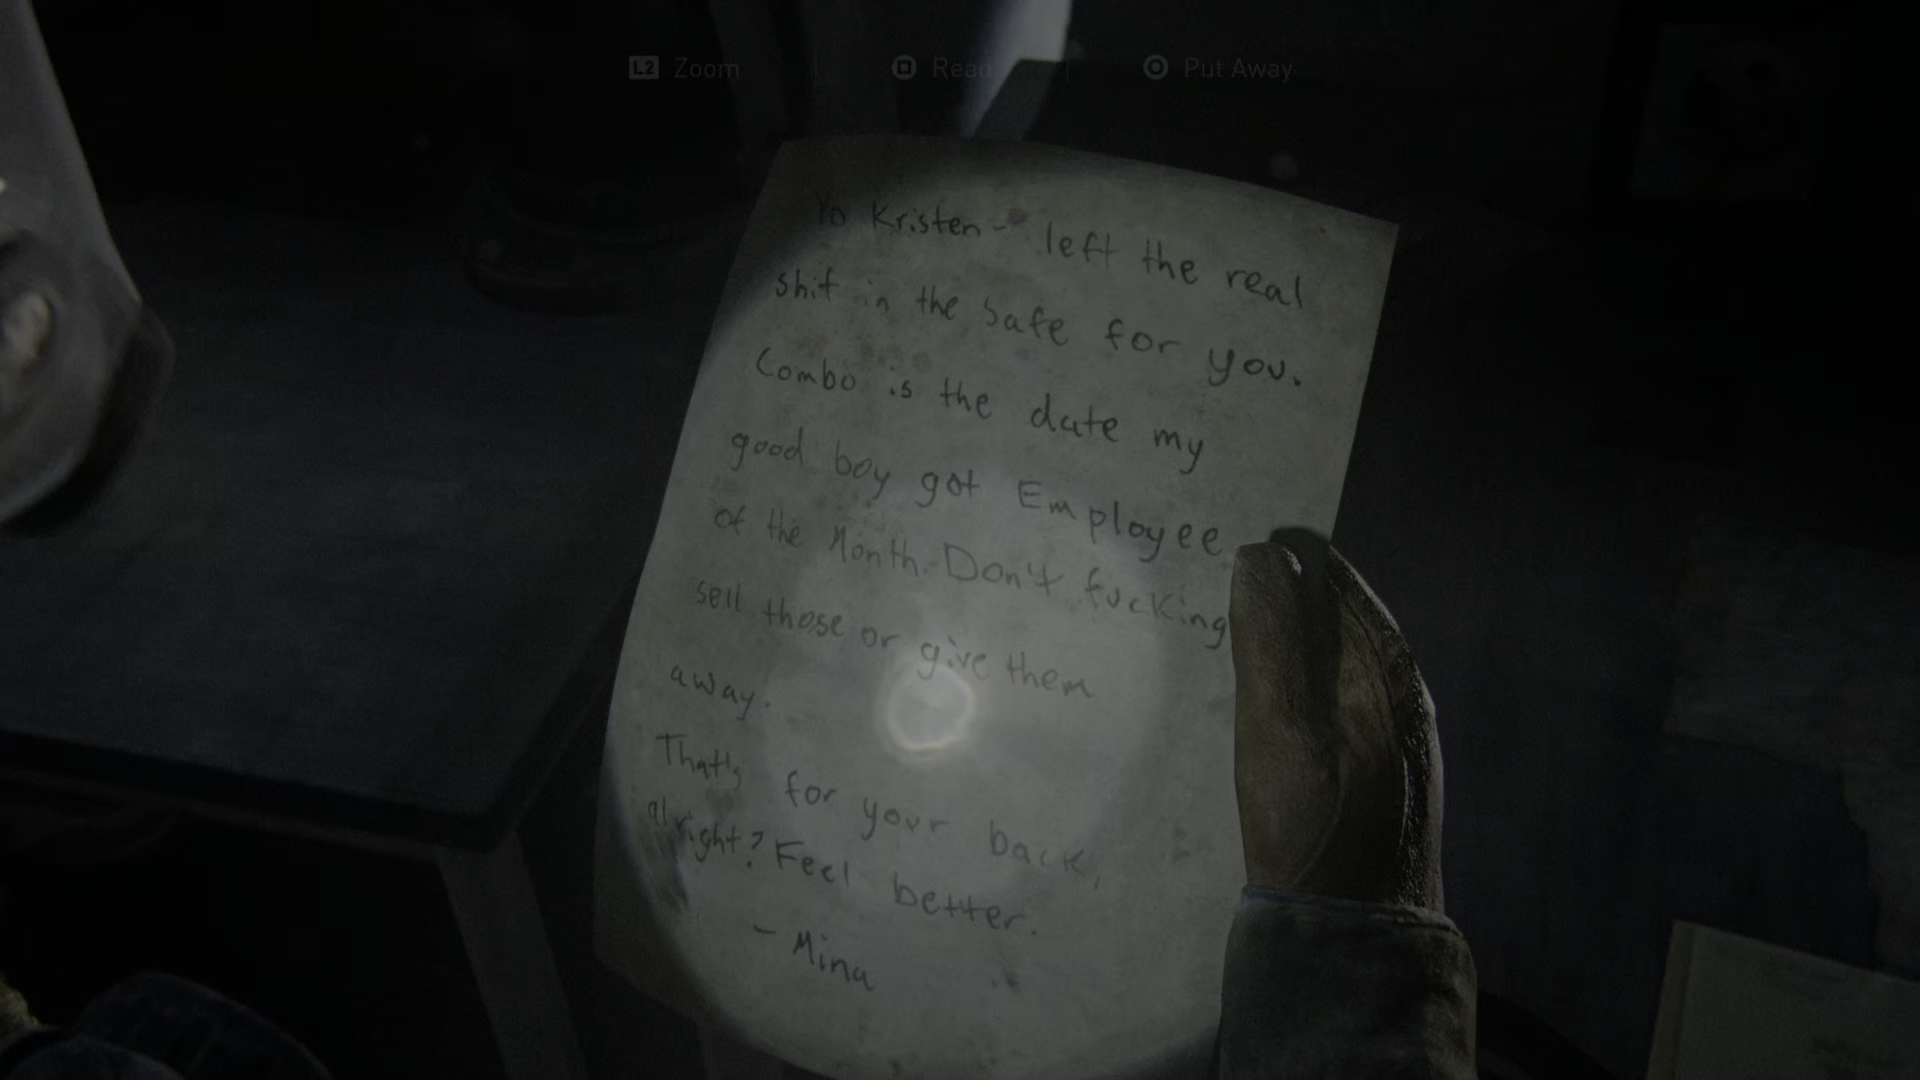 L2 Zoom Read Put Away
Yo Kristen - left the real
shit in the safe for you.
Combo is the date my
good boy got Employee
of the Month. Don't fucking
sell those or give them
away.
That's for your back,
alright? Feel better.
- Mina